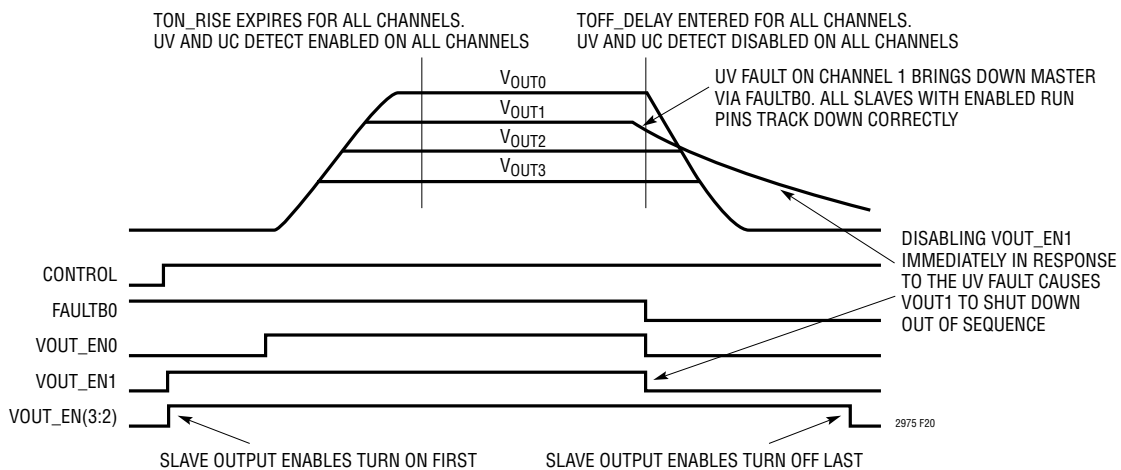 TON_RISE EXPIRES FOR ALL CHANNELS.
UV AND UC DETECT ENABLED ON ALL CHANNELS
TOFF_DELAY ENTERED FOR ALL CHANNELS.
UV AND UC DETECT DISABLED ON ALL CHANNELS
VOUT0
VOUT1
VOUT2
VOUT3
UV FAULT ON CHANNEL 1 BRINGS DOWN MASTER
VIA FAULTB0. ALL SLAVES WITH ENABLED RUN
PINS TRACK DOWN CORRECTLY
DISABLING VOUT_EN1
IMMEDIATELY IN RESPONSE
TO THE UV FAULT CAUSES
VOUT1 TO SHUT DOWN
OUT OF SEQUENCE
CONTROL
FAULTB0
VOUT_EN0
VOUT_EN1
VOUT_EN(3:2)
2975 F20
SLAVE OUTPUT ENABLES TURN ON FIRST
SLAVE OUTPUT ENABLES TURN OFF LAST